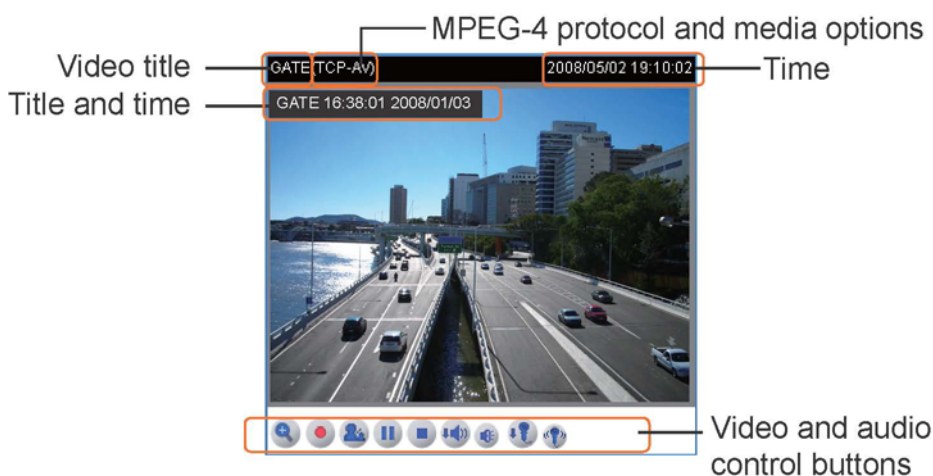 MPEG-4 protocol and media options
Video title
GATE(TCP-AV)
2008/05/02 19:10:02
Time
Title and time
GATE 16:38:01 2008/01/03
Video and audio
control buttons